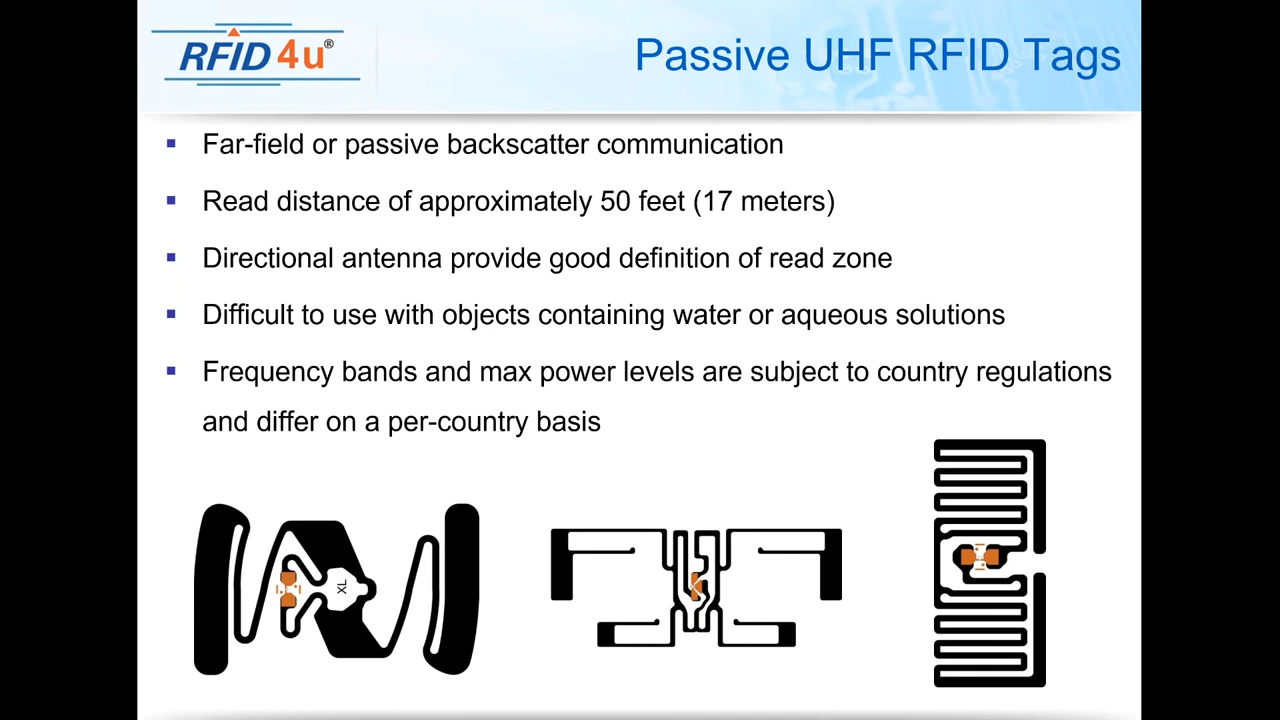 RFID4u®
Passive UHF RFID Tags
▪ Far-field or passive backscatter communication
▪ Read distance of approximately 50 feet (17 meters)
▪ Directional antenna provide good definition of read zone
▪ Difficult to use with objects containing water or aqueous solutions
▪ Frequency bands and max power levels are subject to country regulations
and differ on a per-country basis
XL